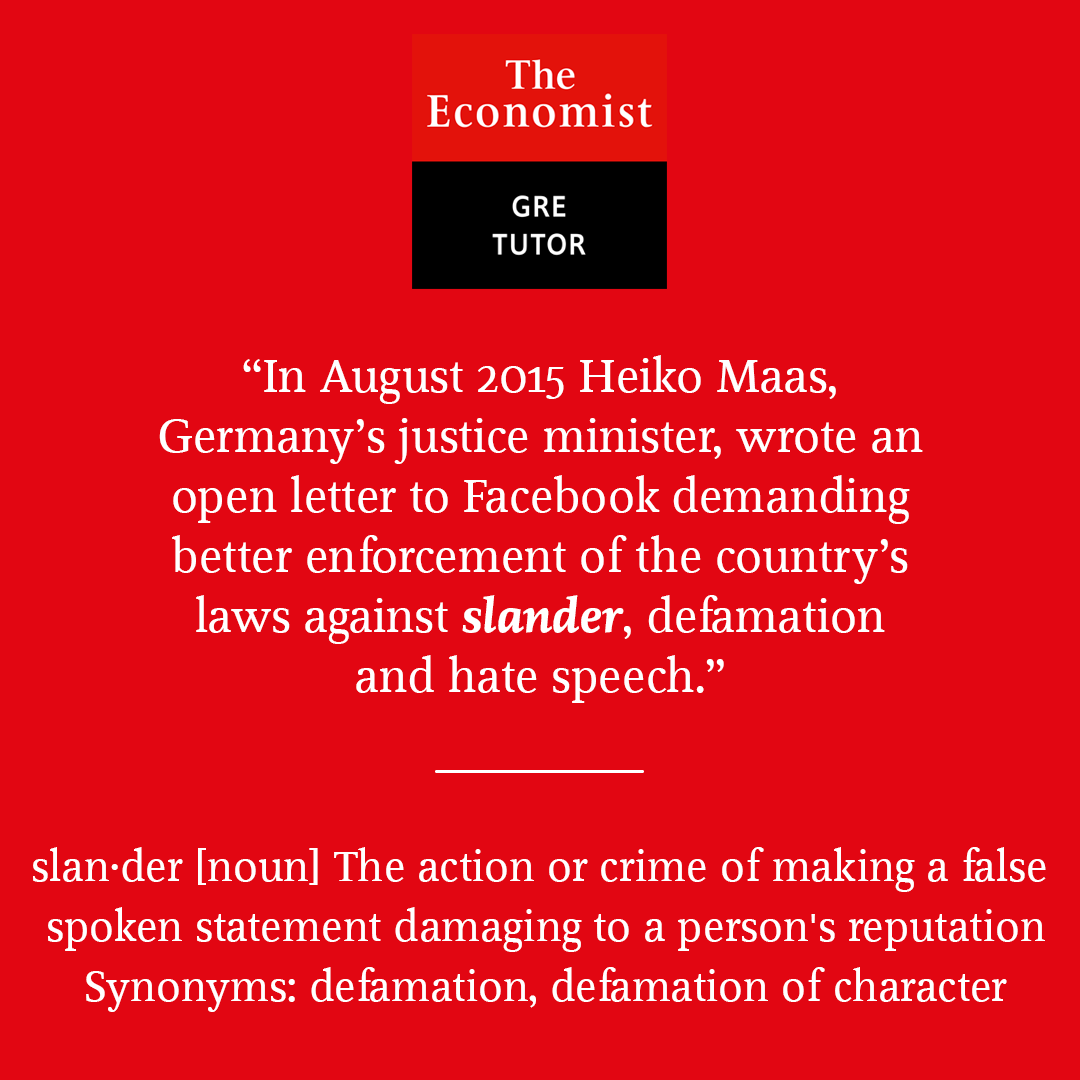 The
Economist
GRE
TUTOR
“In August 2015 Heiko Maas,
Germany’s justice minister, wrote an
open letter to Facebook demanding
better enforcement of the country’s
laws against slander, defamation
and hate speech.”
slan·der [noun] The action or crime of making a false
spoken statement damaging to a person's reputation
Synonyms: defamation, defamation of character